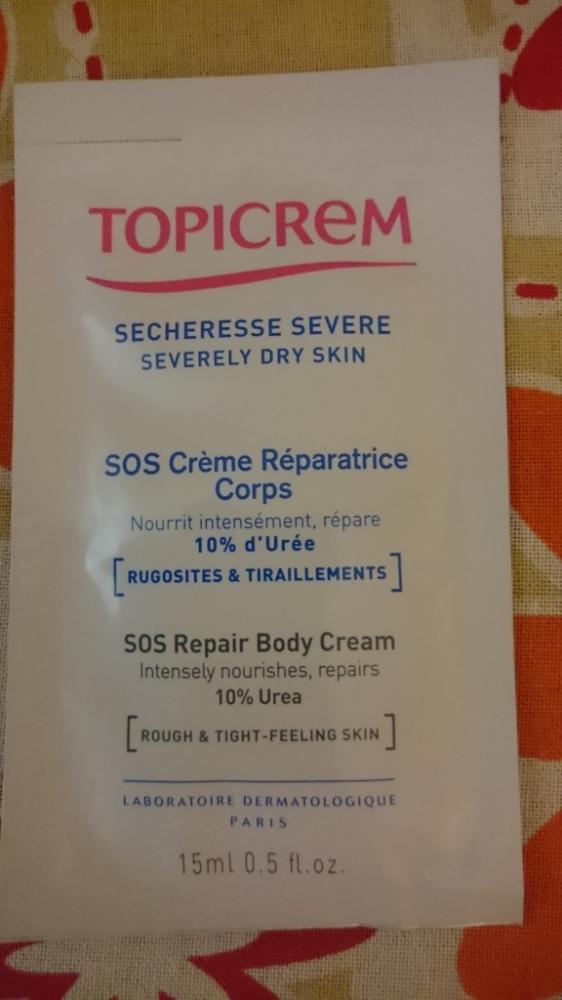 TOPICReM
SECHERESSE SEVERE
SEVERELY DRY SKIN
SOS Crème Réparatrice
Corps
Nourrit intensément, répare
10% d'Urée
[RUGOSITES & TIRAILLEMENTS]
SOS Repair Body Cream
Intensely nourishes, repairs
10% Urea
[ROUGH & TIGHT-FEELING SKIN]
LABORATOIRE DERMATOLOGIQUE
PARIS
15ml 0.5 fl.oz.